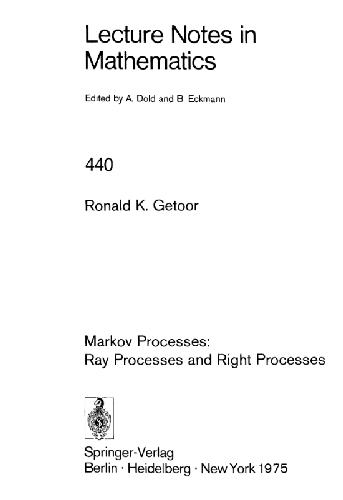 Lecture Notes in
Mathematics
Edited by A. Dold and B. Eckmann
440
Ronald K. Getoor
Markov Processes:
Ray Processes and Right Processes
Springer-Verlag
Berlin · Heidelberg · New York 1975